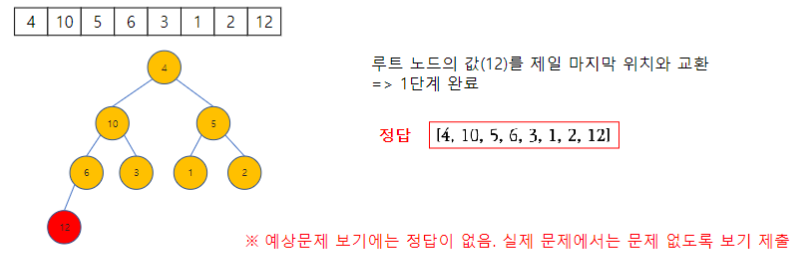 4 10 5 6 3 1 2 12
4
10 5
6 3 1 2
12
루트 노드의 값(12)를 제일 마지막 위치와 교환
=> 1단계 완료
정답 [4, 10, 5, 6, 3, 1, 2, 12]
※ 예상문제 보기에는 정답이 없음. 실제 문제에서는 문제 없도록 보기 제출